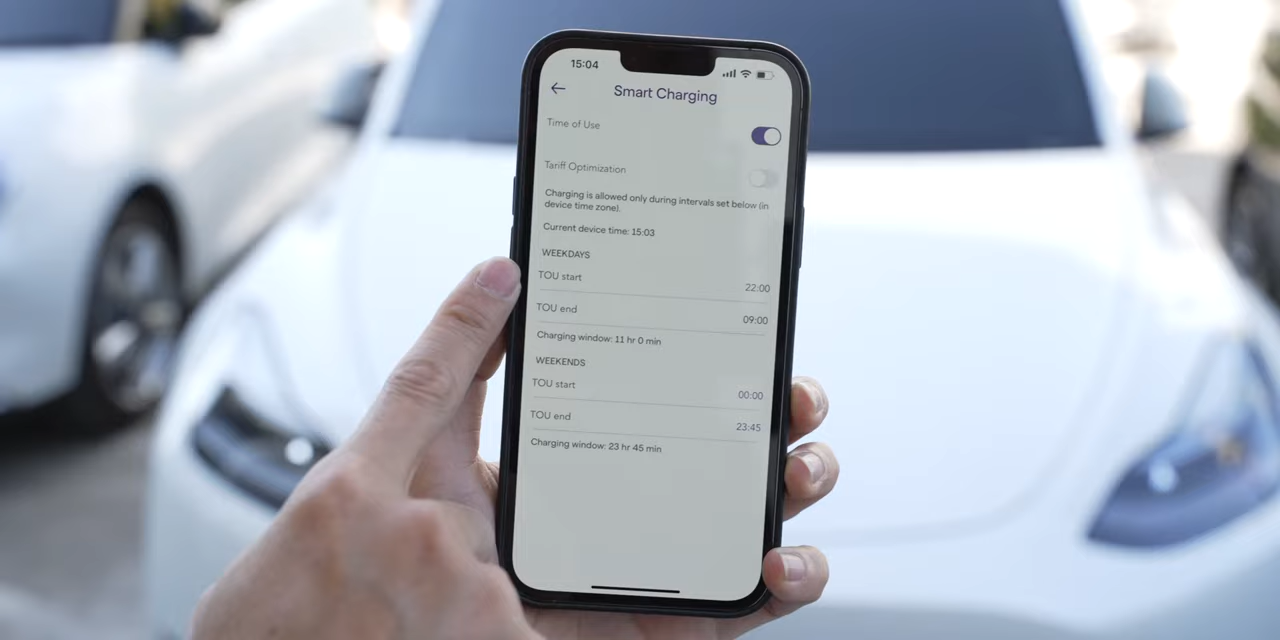 15:04
Smart Charging
Time of Use
Tariff Optimization
Charging is allowed only during intervals set below (in
device time zone).
Current device time: 15:03
WEEKDAYS
TOU start 22:00
TOU end 09:00
Charging window: 11 hr 0 min
WEEKENDS
TOU start 00:00
TOU end 23:45
Charging window: 23 hr 45 min